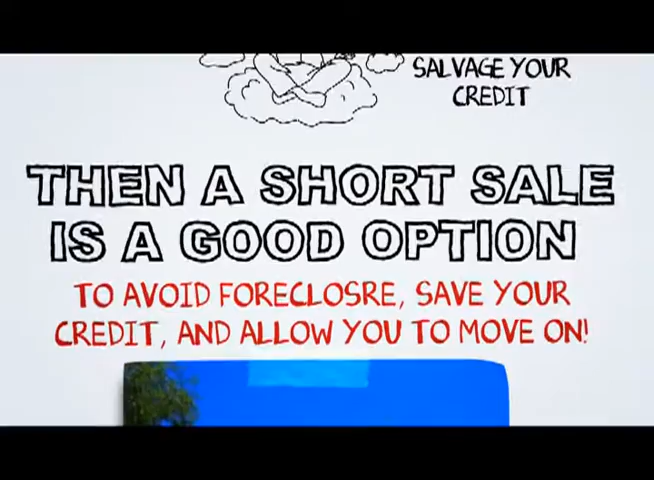 SALVAGE YOUR
CREDIT
THEN A SHORT SALE
IS A GOOD OPTION
TO AVOID FORECLOSRE, SAVE YOUR
CREDIT, AND ALLOW YOU TO MOVE ON!